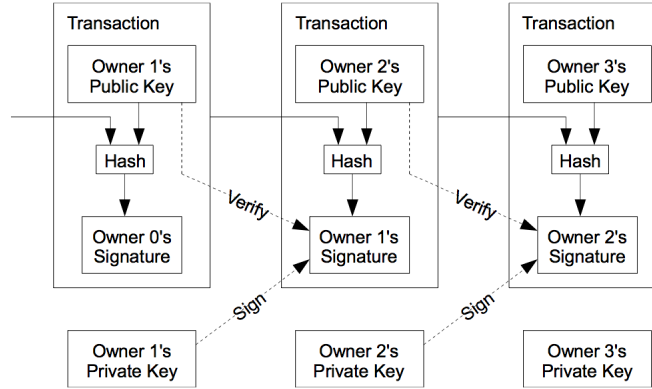 Transaction
Owner 1's
Public Key
Hash
Verify
Owner 0's
Signature
Sign
Owner 1's
Private Key
Transaction
Owner 2's
Public Key
Hash
Verify
Owner 1's
Signature
Sign
Owner 2's
Private Key
Transaction
Owner 3's
Public Key
Hash
Owner 2's
Signature
Owner 3's
Private Key